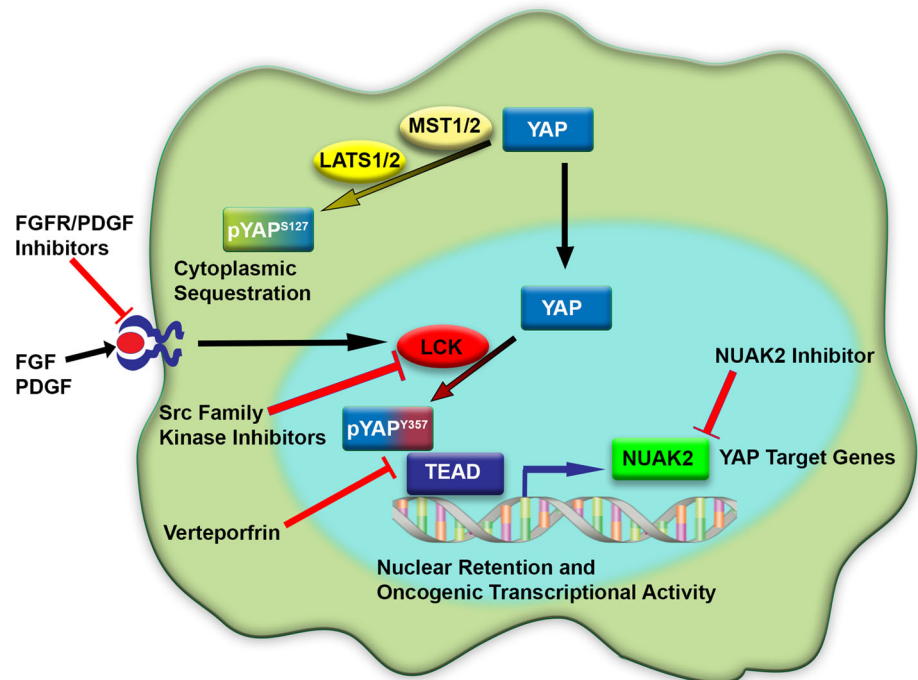 MST1/2
YAP
LATS1/2
pYAPS127
Cytoplasmic
Sequestration
FGFR/PDGF
Inhibitors
FGF
PDGF
YAP
LCK
Src Family
Kinase Inhibitors
pYAPY357
TEAD
NUAK2 Inhibitor
NUAK2
YAP Target Genes
Verteporfrin
Nuclear Retention and
Oncogenic Transcriptional Activity